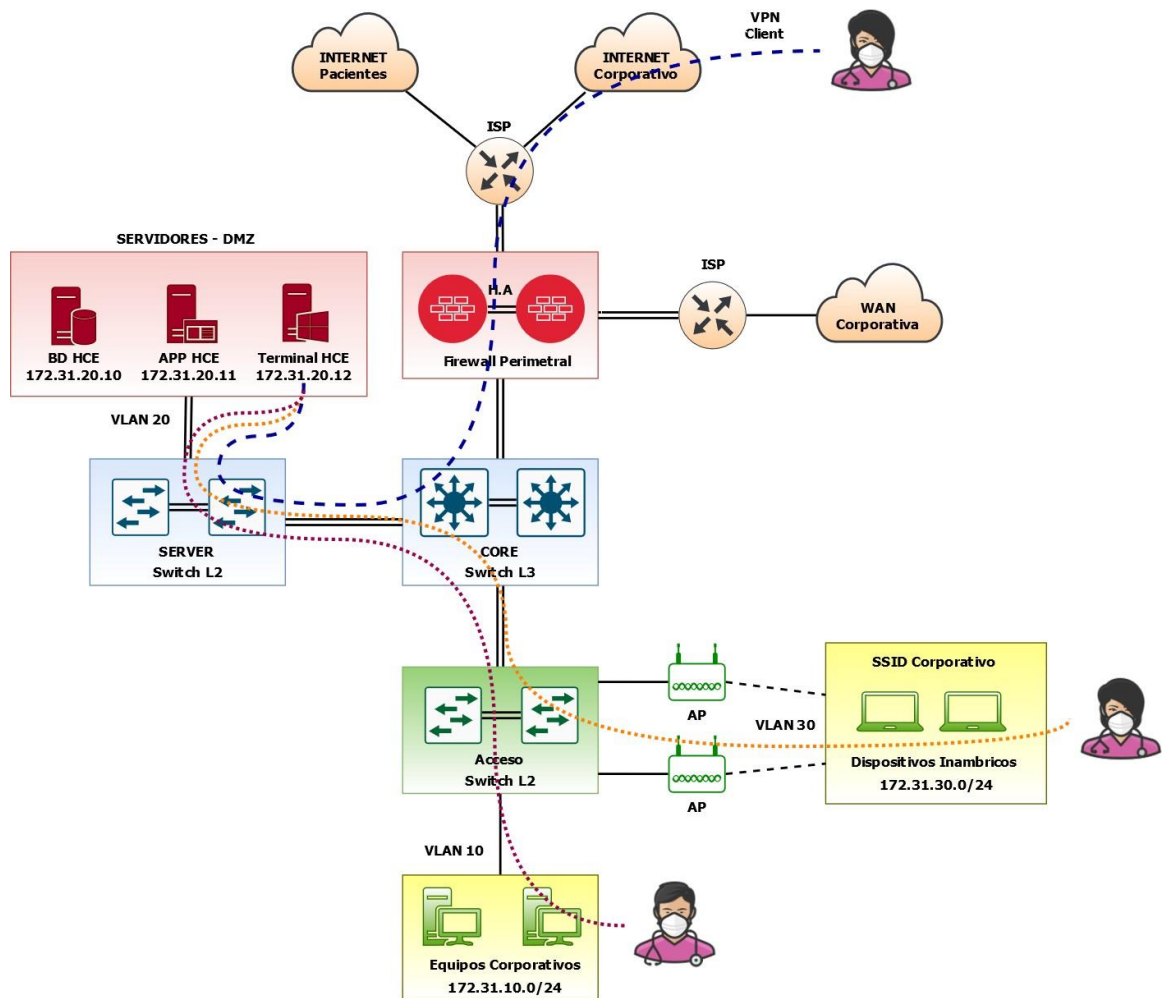 VPN
Client
INTERNET
Pacientes
INTERNET
Corporativo
ISP
SERVIDORES - DMZ
BD HCE
172.31.20.10
APP HCE
172.31.20.11
Terminal HCE
172.31.20.12
H.A
Firewall Perimetral
ISP
WAN
Corporativa
VLAN 20
SERVER
Switch L2
CORE
Switch L3
Acceso
Switch L2
AP
AP
VLAN 30
SSID Corporativo
Dispositivos Inambricos
172.31.30.0/24
VLAN 10
Equipos Corporativos
172.31.10.0/24